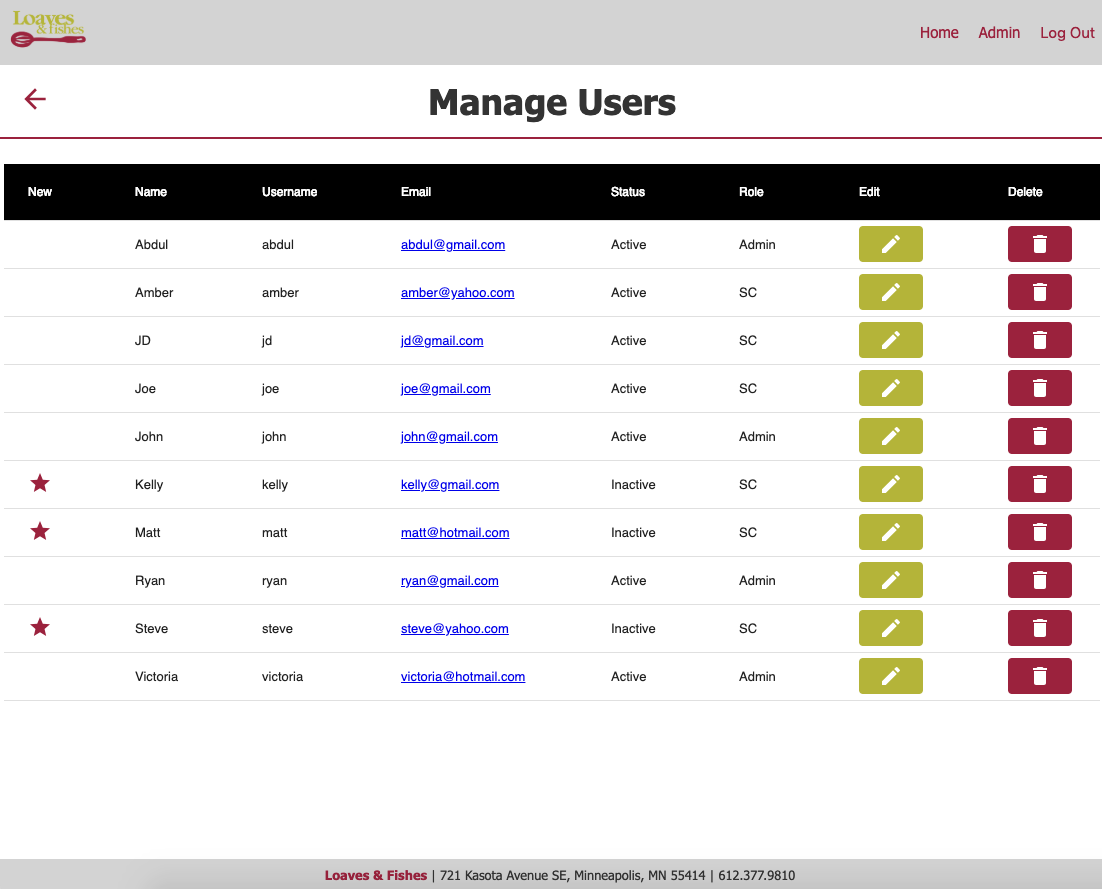 Loaves
& Fishes
Home Admin Log Out
Manage Users
New Name Username Email Status Role Edit Delete
Abdul abdul abdul@gmail.com Active Admin
Amber amber amber@yahoo.com Active SC
JD jd jd@gmail.com Active SC
Joe joe joe@gmail.com Active SC
John john john@gmail.com Active Admin
Kelly kelly kelly@gmail.com Inactive SC
Matt matt matt@hotmail.com Inactive SC
Ryan ryan ryan@gmail.com Active Admin
Steve steve steve@yahoo.com Inactive SC
Victoria victoria victoria@hotmail.com Active Admin
Loaves & Fishes | 721 Kasota Avenue SE, Minneapolis, MN 55414 | 612.377.9810